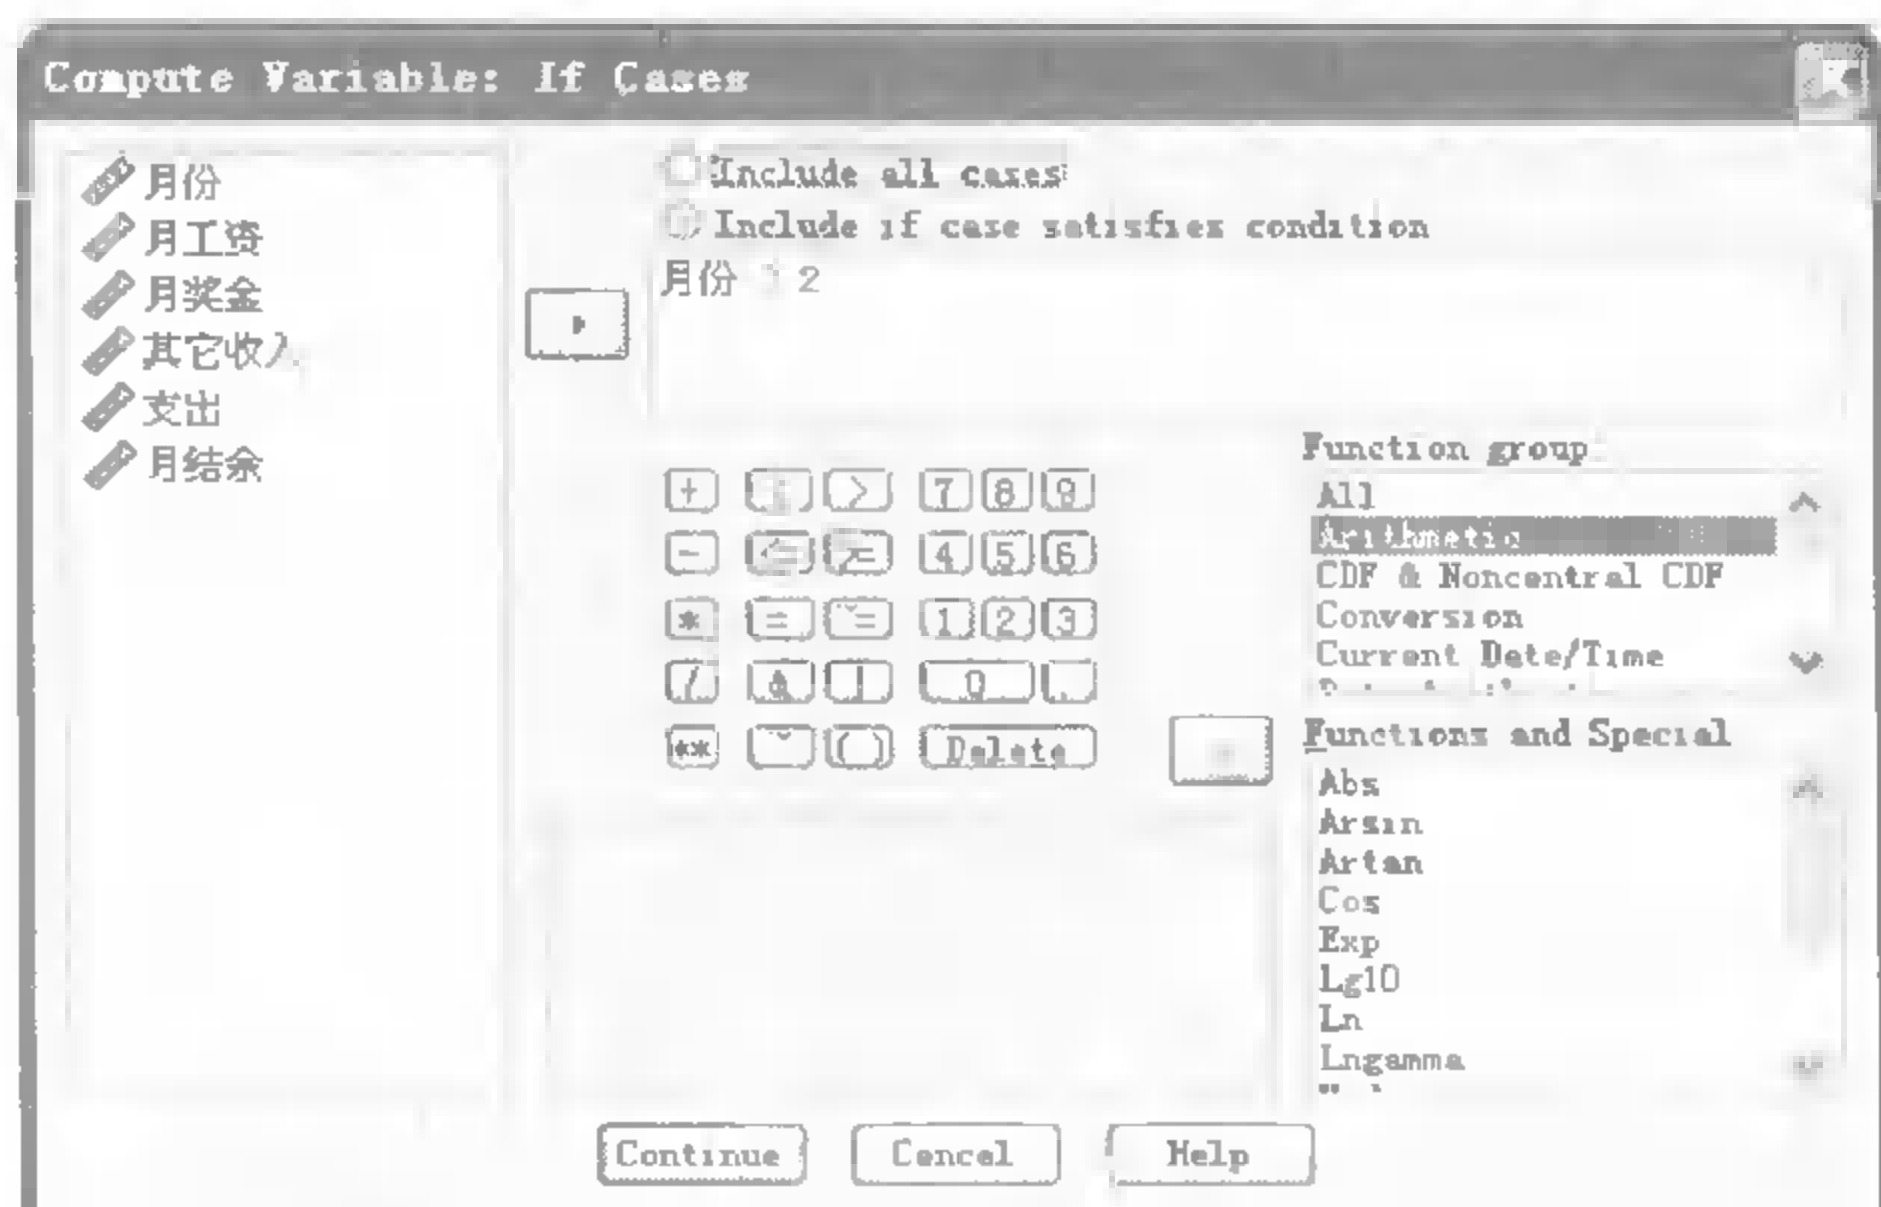 Compute Variable: If Cases
月份
月工资
月奖金
其它收入
支出
月结余
Include all cases
Include if case satisfies condition
月份 2
+ > 7 8 9
- <= >= 4 5 6
* = ~= 1 2 3
/ & | 0 .
** ~ () Delete
Function group
All
Arithmetic
CDF & Noncentral CDF
Conversion
Current Date/Time
Functions and Special
Abs
Arsin
Artan
Cos
Exp
Lg10
Ln
Lngamma
Continue Cancel Help